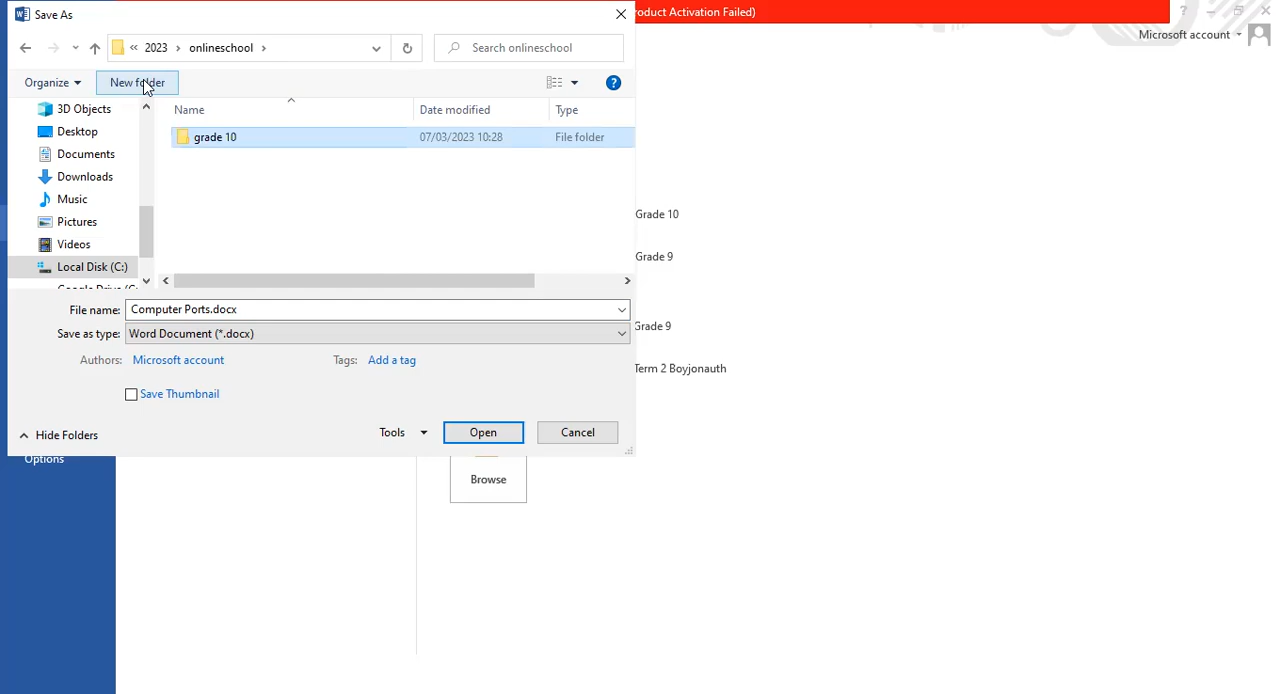 Save As
roduct Activation Failed)
?
Microsoft account
« 2023 > onlineschool >
Search onlineschool
Organize
New folder
?
3D Objects
Desktop
Documents
Downloads
Music
Pictures
Videos
Local Disk (C:)
Name
Date modified
Type
grade 10
07/03/2023 10:28
File folder
Grade 10
Grade 9
Grade 9
Term 2 Boyjonauth
File name:
Computer Ports.docx
Save as type:
Word Document (*.docx)
Authors:
Microsoft account
Tags:
Add a tag
Save Thumbnail
Hide Folders
Tools
Open
Cancel
Options
Browse